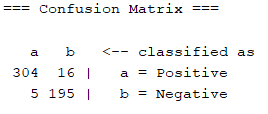 === Confusion Matrix ===
a b <-- classified as
304 16 | a = Positive
5 195 | b = Negative